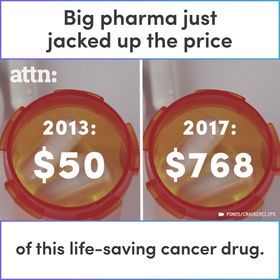 Big pharma just
jacked up the price
attn:
2013:
$50
2017:
$768
PONDS/CRACKERCLIPS
of this life-saving cancer drug.